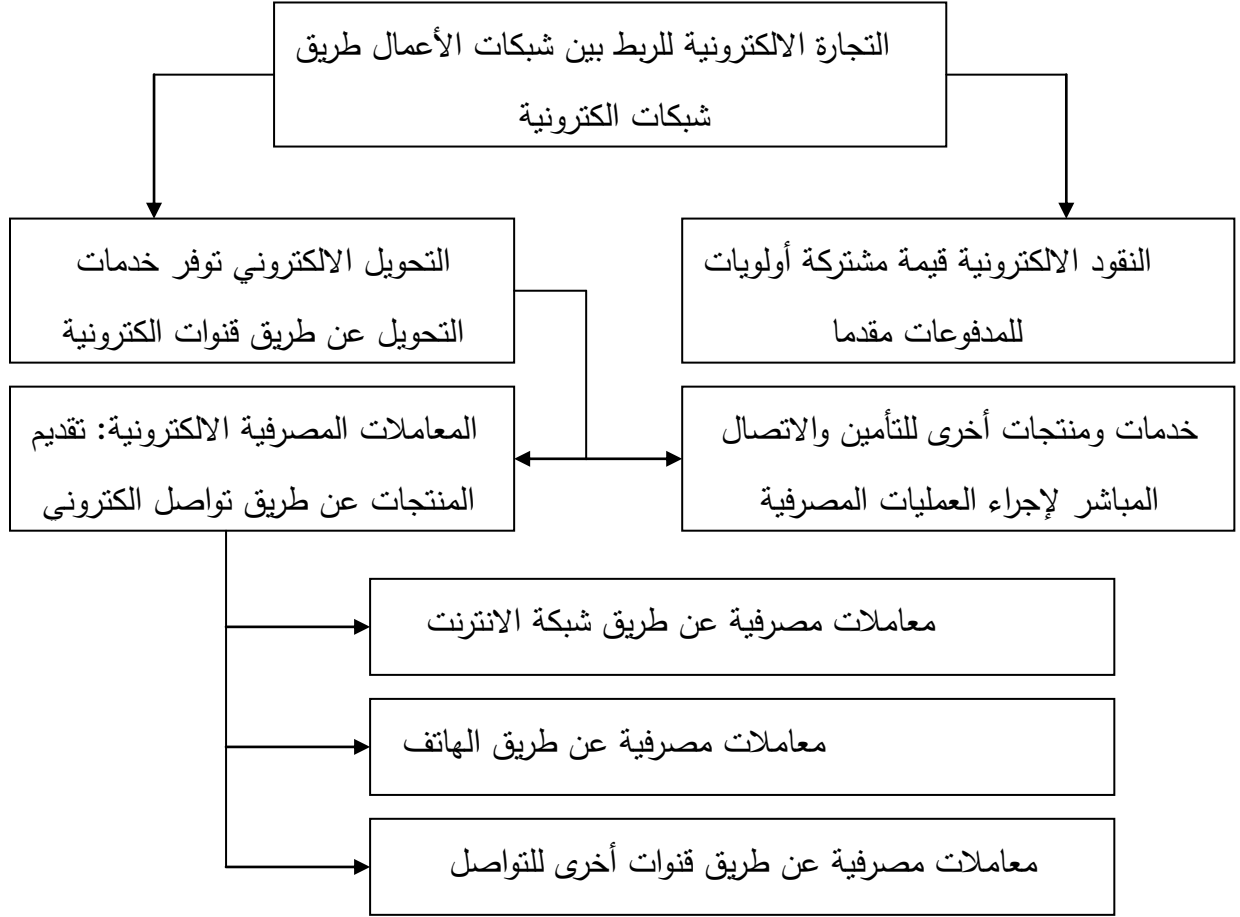 التجارة الالكترونية للربط بين شبكات الأعمال طريق
شبكات الكترونية
النقود الالكترونية قيمة مشتركة أولويات
للمدفوعات مقدما
التحويل الالكتروني توفر خدمات
التحويل عن طريق قنوات الكترونية
خدمات ومنتجات أخرى للتأمين والاتصال
المباشر لإجراء العمليات المصرفية
المعاملات المصرفية الالكترونية: تقديم
المنتجات عن طريق تواصل الكتروني
معاملات مصرفية عن طريق شبكة الانترنت
معاملات مصرفية عن طريق الهاتف
معاملات مصرفية عن طريق قنوات أخرى للتواصل